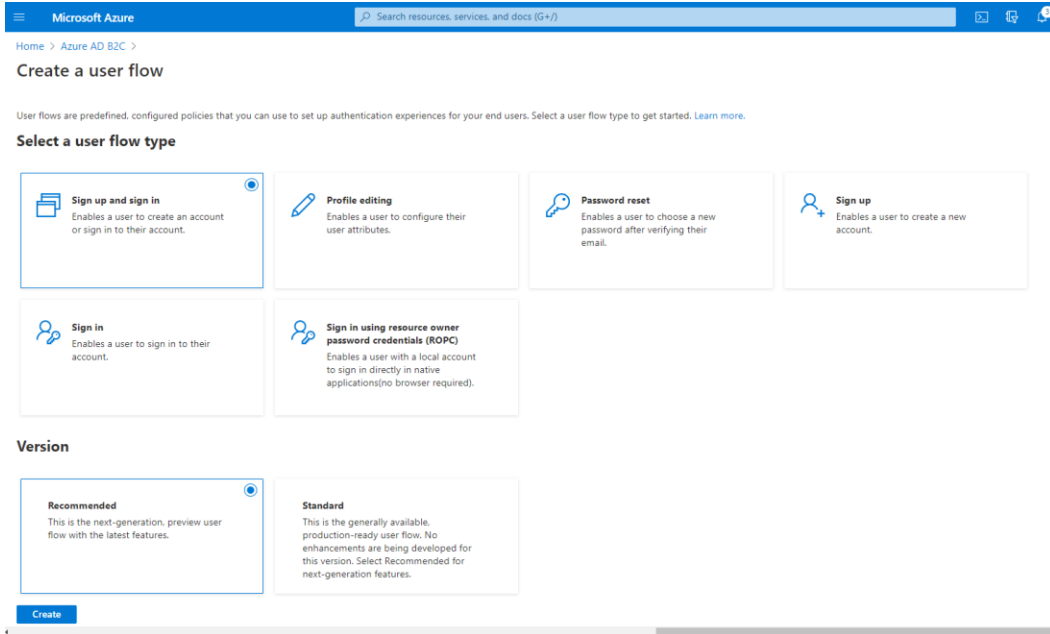 Microsoft Azure
Search resources, services, and docs (G+/)
3
Home > Azure AD B2C >
Create a user flow
User flows are predefined, configured policies that you can use to set up authentication experiences for your end users. Select a user flow type to get started. Learn more.
Select a user flow type
Sign up and sign in
Enables a user to create an account
or sign in to their account.
Profile editing
Enables a user to configure their
user attributes.
Password reset
Enables a user to choose a new
password after verifying their
email.
Sign up
Enables a user to create a new
account.
Sign in
Enables a user to sign in to their
account.
Sign in using resource owner
password credentials (ROPC)
Enables a user with a local account
to sign in directly in native
applications(no browser required).
Version
Recommended
This is the next-generation, preview user
flow with the latest features.
Standard
This is the generally available,
production-ready user flow. No
enhancements are being developed for
this version. Select Recommended for
next-generation features.
Create